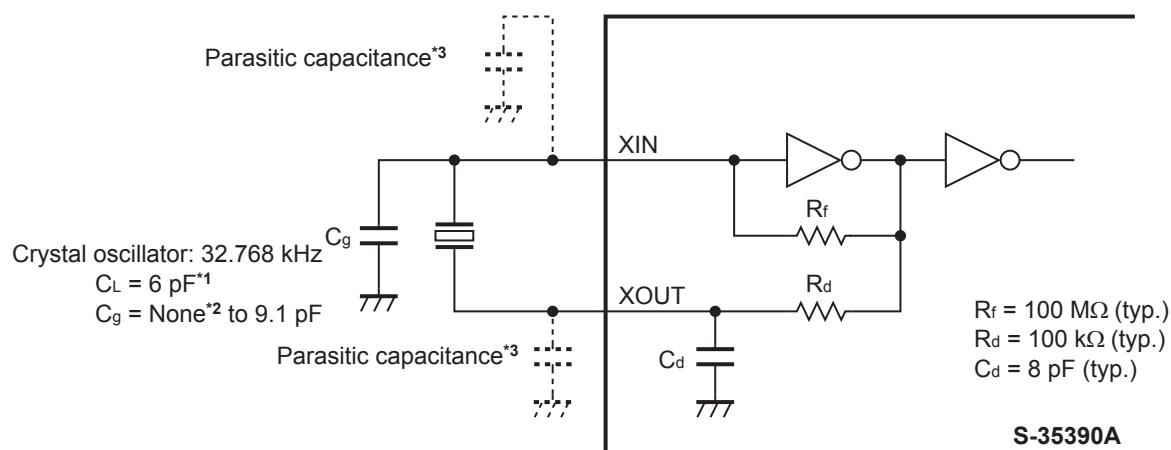 Parasitic capacitance*3
XIN
Rf
Cg
Crystal oscillator: 32.768 kHz
CL = 6 pF*1
Cg = None*2 to 9.1 pF
XOUT
Rd
Parasitic capacitance*3
Cd
Rf = 100 MΩ (typ.)
Rd = 100 kΩ (typ.)
Cd = 8 pF (typ.)
S-35390A